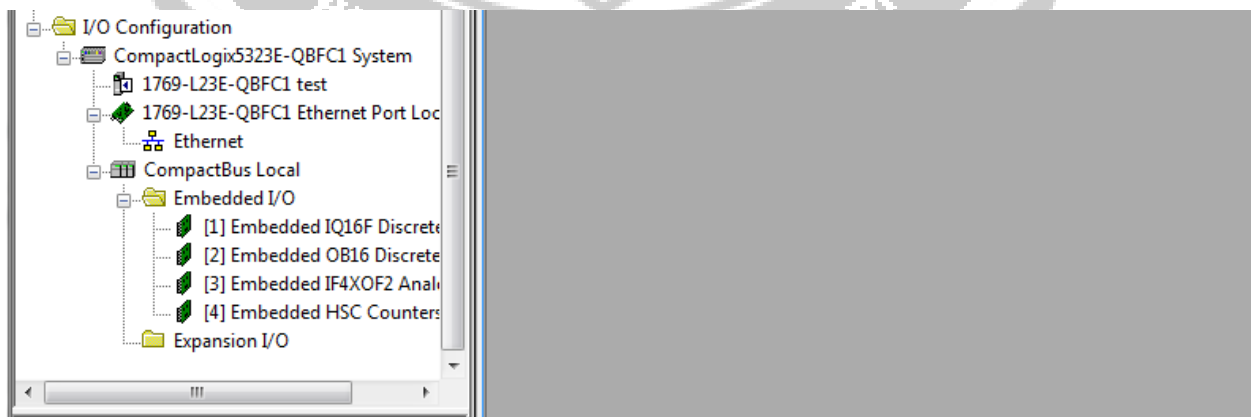 I/O Configuration
CompactLogix5323E-QBFC1 System
1769-L23E-QBFC1 test
1769-L23E-QBFC1 Ethernet Port Loc
Ethernet
CompactBus Local
Embedded I/O
[1] Embedded IQ16F Discrete
[2] Embedded OB16 Discrete
[3] Embedded IF4XOF2 Anal
[4] Embedded HSC Counters
Expansion I/O